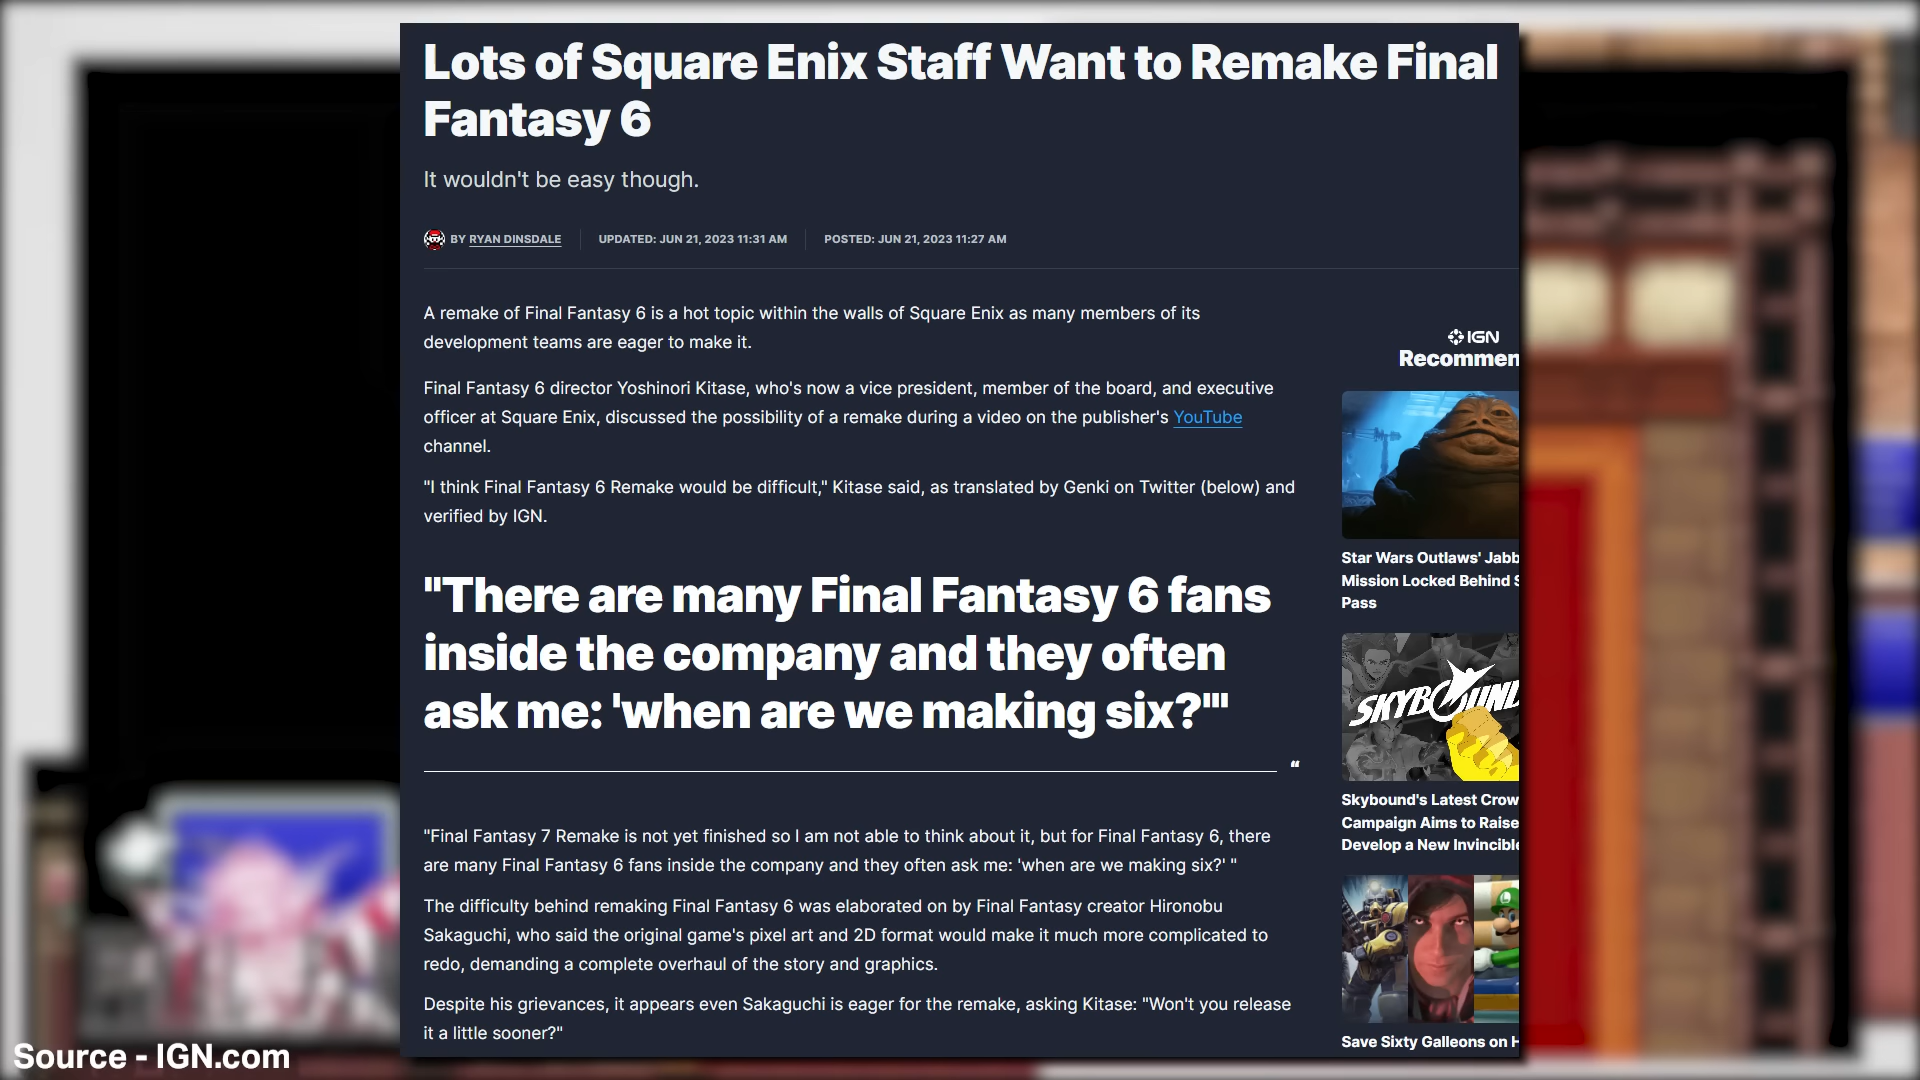 Lots of Square Enix Staff Want to Remake Final
Fantasy 6
It wouldn't be easy though.
BY RYAN DINSDALE UPDATED: JUN 21, 2023 11:31 AM POSTED: JUN 21, 2023 11:27 AM
A remake of Final Fantasy 6 is a hot topic within the walls of Square Enix as many members of its
development teams are eager to make it.
Final Fantasy 6 director Yoshinori Kitase, who's now a vice president, member of the board, and executive
officer at Square Enix, discussed the possibility of a remake during a video on the publisher's YouTube
channel.
"I think Final Fantasy 6 Remake would be difficult," Kitase said, as translated by Genki on Twitter (below) and
verified by IGN.
"There are many Final Fantasy 6 fans
inside the company and they often
ask me: 'when are we making six?'"
“
"Final Fantasy 7 Remake is not yet finished so I am not able to think about it, but for Final Fantasy 6, there
are many Final Fantasy 6 fans inside the company and they often ask me: 'when are we making six?' "
The difficulty behind remaking Final Fantasy 6 was elaborated on by Final Fantasy creator Hironobu
Sakaguchi, who said the original game's pixel art and 2D format would make it much more complicated to
redo, demanding a complete overhaul of the story and graphics.
Despite his grievances, it appears even Sakaguchi is eager for the remake, asking Kitase: "Won't you release
it a little sooner?"
IGN
Recommen
Star Wars Outlaws' Jabb
Mission Locked Behind S
Pass
SKYBOUN
Skybound's Latest Crow
Campaign Aims to Raise
Develop a New Invincible
Save Sixty Galleons on H
Source - IGN.com